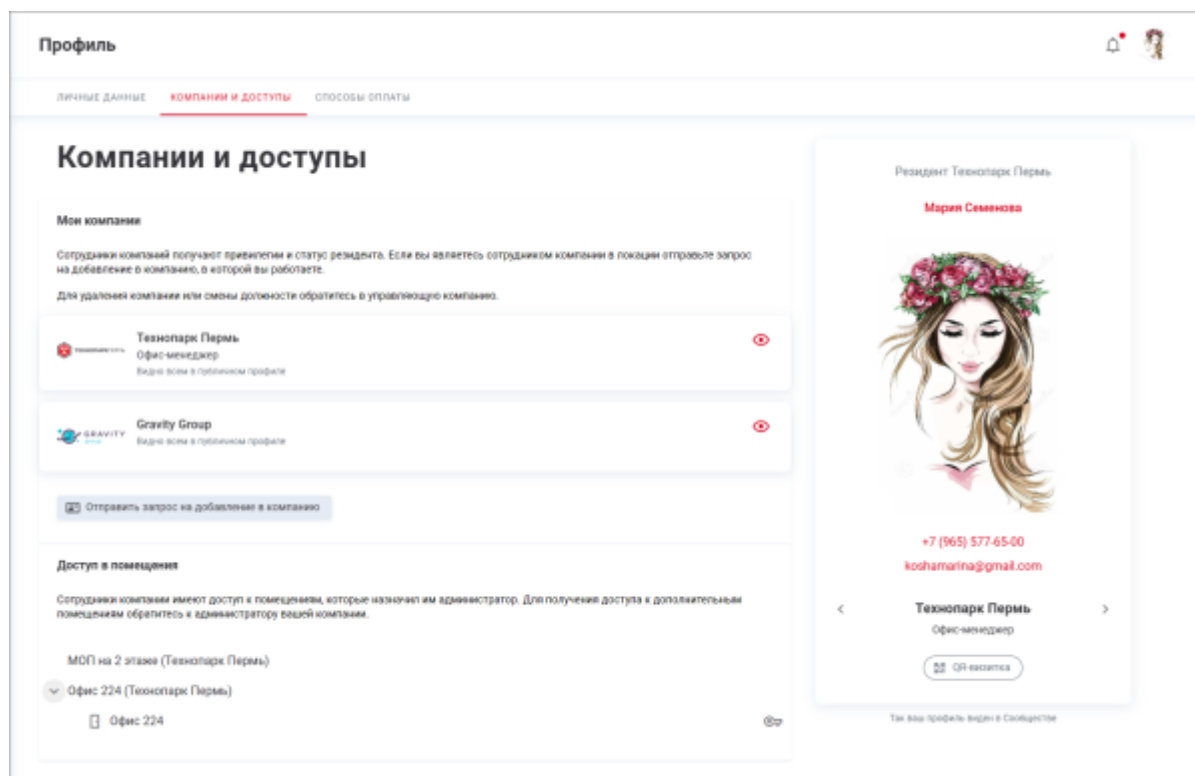 Профиль
ЛИЧНЫЕ ДАННЫЕ КОМПАНИИ И ДОСТУПЫ СПОСОБЫ ОПЛАТЫ
Компании и доступы
Мои компании
Сотрудники компаний получают привилегии и статус резидента. Если вы являетесь сотрудником компании в локации отправьте запрос
на добавление в компанию, в которой вы работаете.
Для удаления компании или смены должности обратитесь в управляющую компанию.
Технопарк Пермь
Офис-менеджер
Видно всем в публичном профиле
GRAVITY
Gravity Group
Видно всем в публичном профиле
Отправить запрос на добавление в компанию
Доступ в помещения
Сотрудники компании имеют доступ к помещениям, которые назначил им администратор. Для получения доступа к дополнительным
помещениям обратитесь к администратору вашей компании.
МОП на 2 этаже (Технопарк Пермь)
Офис 224 (Технопарк Пермь)
Офис 224
Резидент Технопарк Пермь
Мария Семенова
+7 (965) 577-65-00
koshamarina@gmail.com
Технопарк Пермь
Офис-менеджер
QR-визитка
Так ваш профиль виден в Сообществе